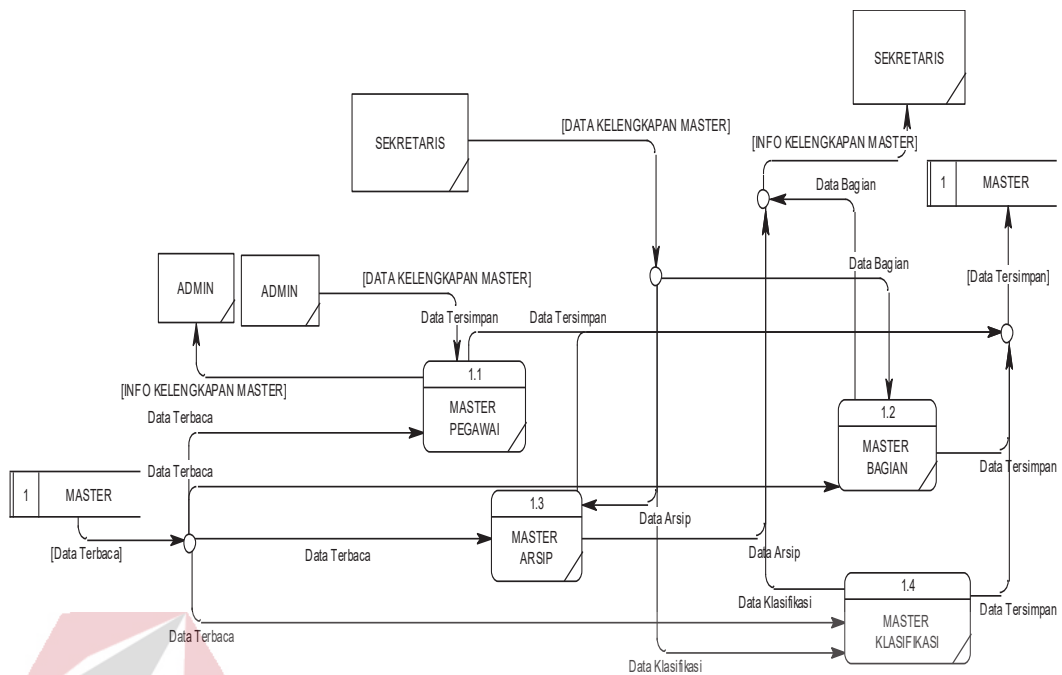 SEKRETARIS
SEKRETARIS
[DATA KELENGKAPAN MASTER]
[INFO KELENGKAPAN MASTER]
Data Bagian
1 MASTER
Data Bagian
[Data Tersimpan]
ADMIN
ADMIN
[DATA KELENGKAPAN MASTER]
Data Tersimpan
Data Tersimpan
[INFO KELENGKAPAN MASTER]
1.1
MASTER
PEGAWAI
Data Terbaca
1.2
MASTER
BAGIAN
Data Tersimpan
Data Terbaca
1 MASTER
[Data Terbaca]
1.3
MASTER
ARSIP
Data Arsip
Data Terbaca
Data Arsip
1.4
MASTER
KLASIFIKASI
Data Klasifikasi
Data Tersimpan
Data Terbaca
Data Klasifikasi